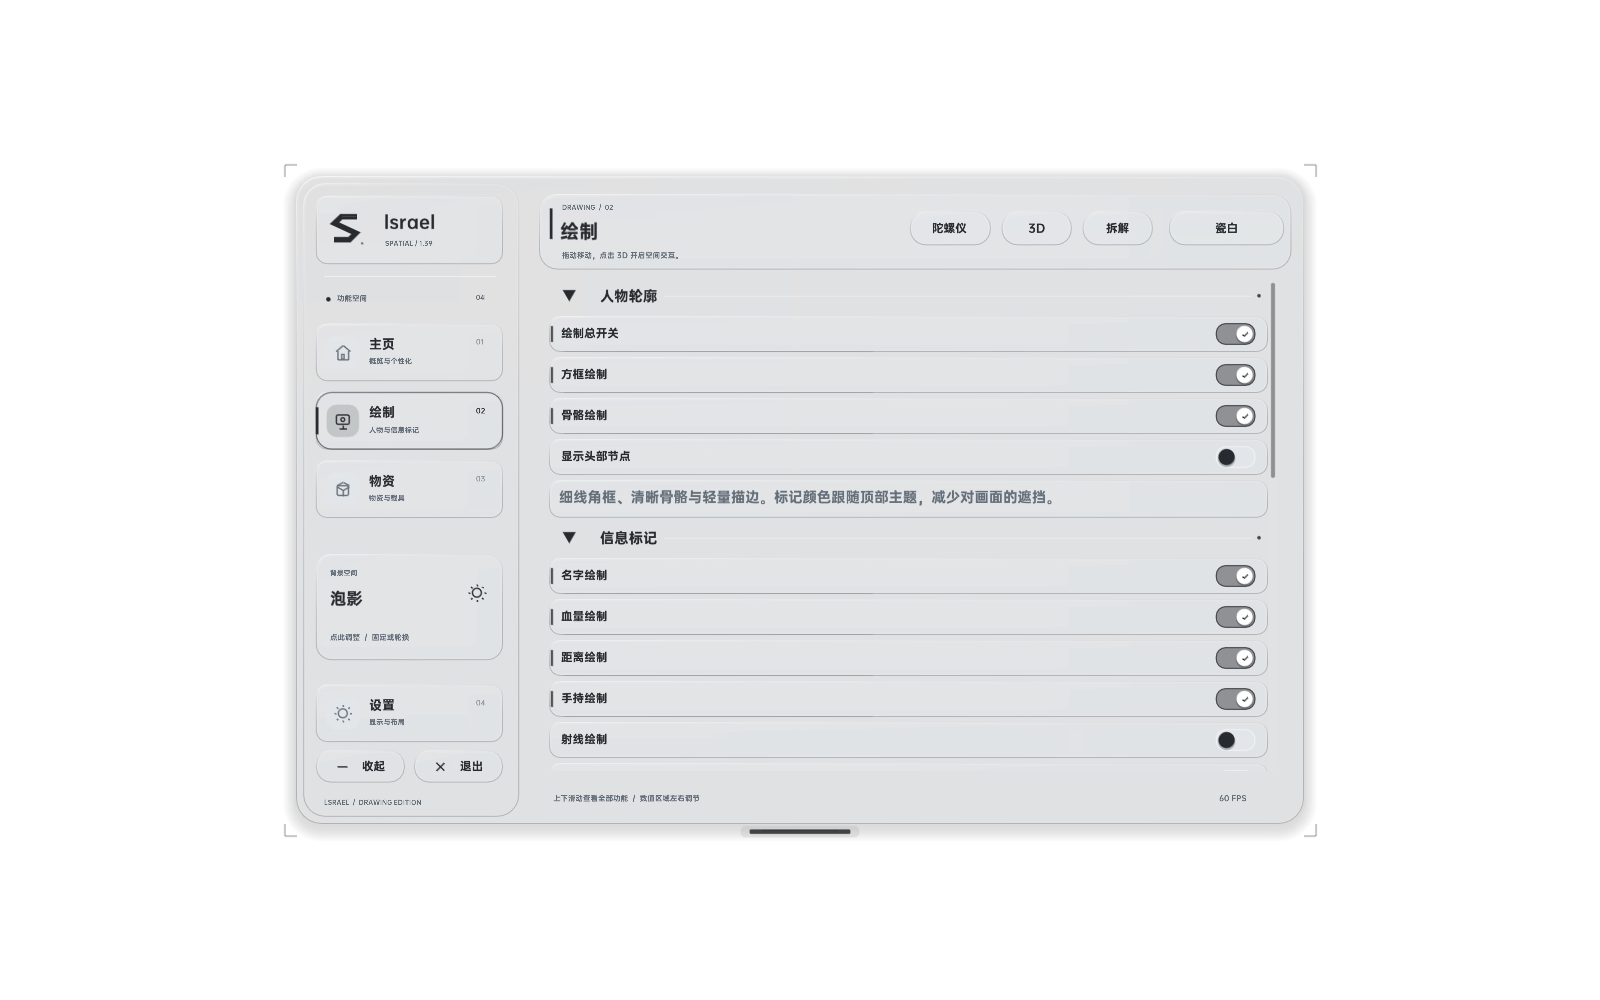 Israel
SPATIAL / 1.39
功能空间 04
主页 01
概览与个性化
绘制 02
人物与信息标记
物资 03
物资与载具
背景空间
泡影
点此调整 / 固定或轮换
设置 04
显示与布局
收起 退出
LSRAEL / DRAWING EDITION
DRAWING / 02
绘制
拖动移动，点击 3D 开启空间交互。
陀螺仪 3D 拆解 瓷白
人物轮廓
绘制总开关
方框绘制
骨骼绘制
显示头部节点
细线角框、清晰骨骼与轻量描边。标记颜色跟随顶部主题，减少对画面的遮挡。
信息标记
名字绘制
血量绘制
距离绘制
手持绘制
射线绘制
上下滑动查看全部功能 / 数值区域左右调节 60 FPS